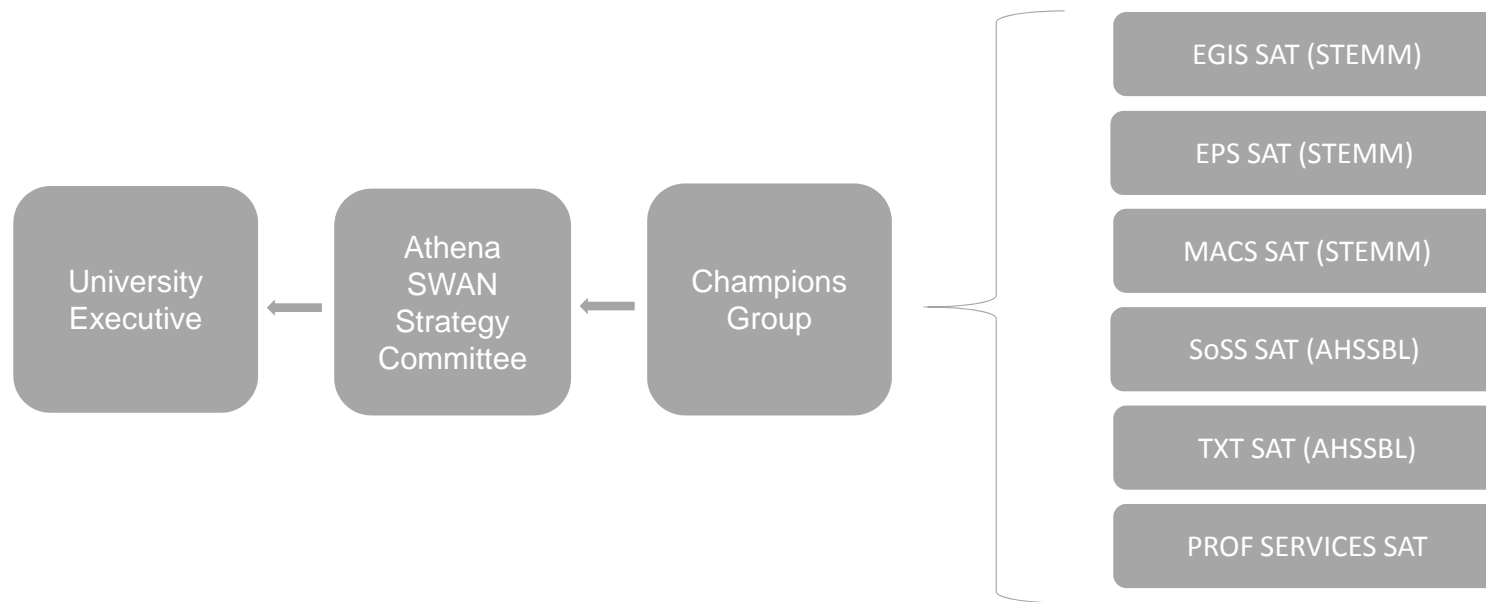 University
Executive
Athena
SWAN
Strategy
Committee
Champions
Group
EGIS SAT (STEMM)
EPS SAT (STEMM)
MACS SAT (STEMM)
SoSS SAT (AHSSBL)
TXT SAT (AHSSBL)
PROF SERVICES SAT